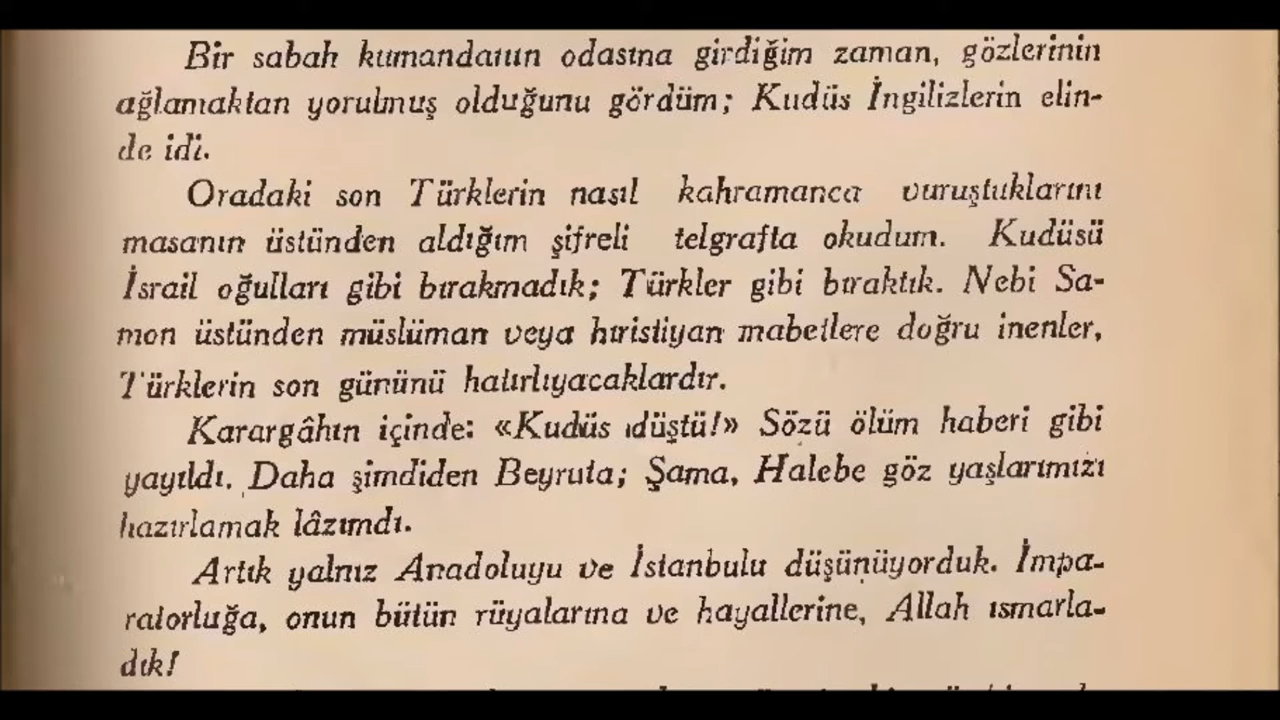 Bir sabah kumandanın odasına girdiğim zaman, gözlerinin
ağlamaktan yorulmuş olduğunu gördüm; Kudüs İngilizlerin elin-
de idi.
Oradaki son Türklerin nasıl kahramanca vuruştuklarını
masanın üstünden aldığım şifreli telgrafta okudum. Kudüsü
İsrail oğulları gibi bırakmadık; Türkler gibi bıraktık. Nebi Sa-
mon üstünden müslüman veya hıristiyan mabetlere doğru inenler,
Türklerin son gününü hatırlıyacaklardır.
Karargâhın içinde: «Kudüs düştü!» Sözü ölüm haberi gibi
yayıldı. Daha şimdiden Beyruta; Şama, Halebe göz yaşlarımızı
hazırlamak lâzımdı.
Artık yalnız Anadoluyu ve İstanbulu düşünüyorduk. İmpa-
ratorluğa, onun bütün rüyalarına ve hayallerine, Allah ısmarla-
dık!